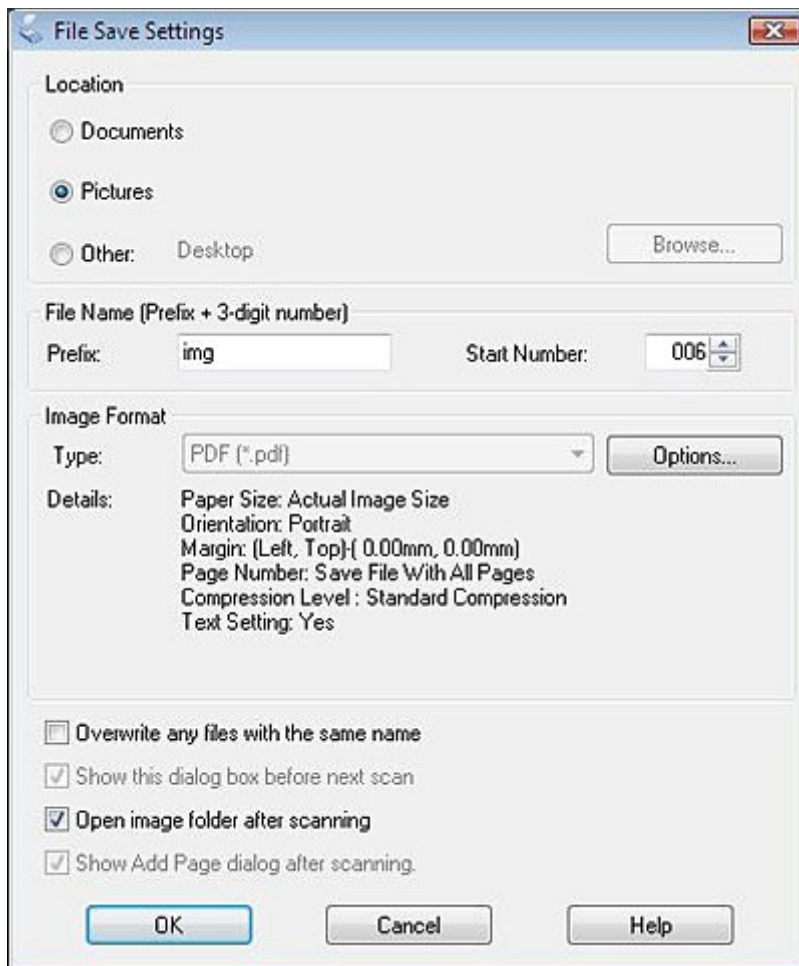 File Save Settings
Location
Documents
Pictures
Other: Desktop Browse...
File Name (Prefix + 3-digit number)
Prefix: img Start Number: 006
Image Format
Type: PDF (*.pdf) Options...
Details: Paper Size: Actual Image Size
Orientation: Portrait
Margin: (Left, Top)-( 0.00mm, 0.00mm)
Page Number: Save File With All Pages
Compression Level : Standard Compression
Text Setting: Yes
Overwrite any files with the same name
Show this dialog box before next scan
Open image folder after scanning
Show Add Page dialog after scanning.
OK Cancel Help